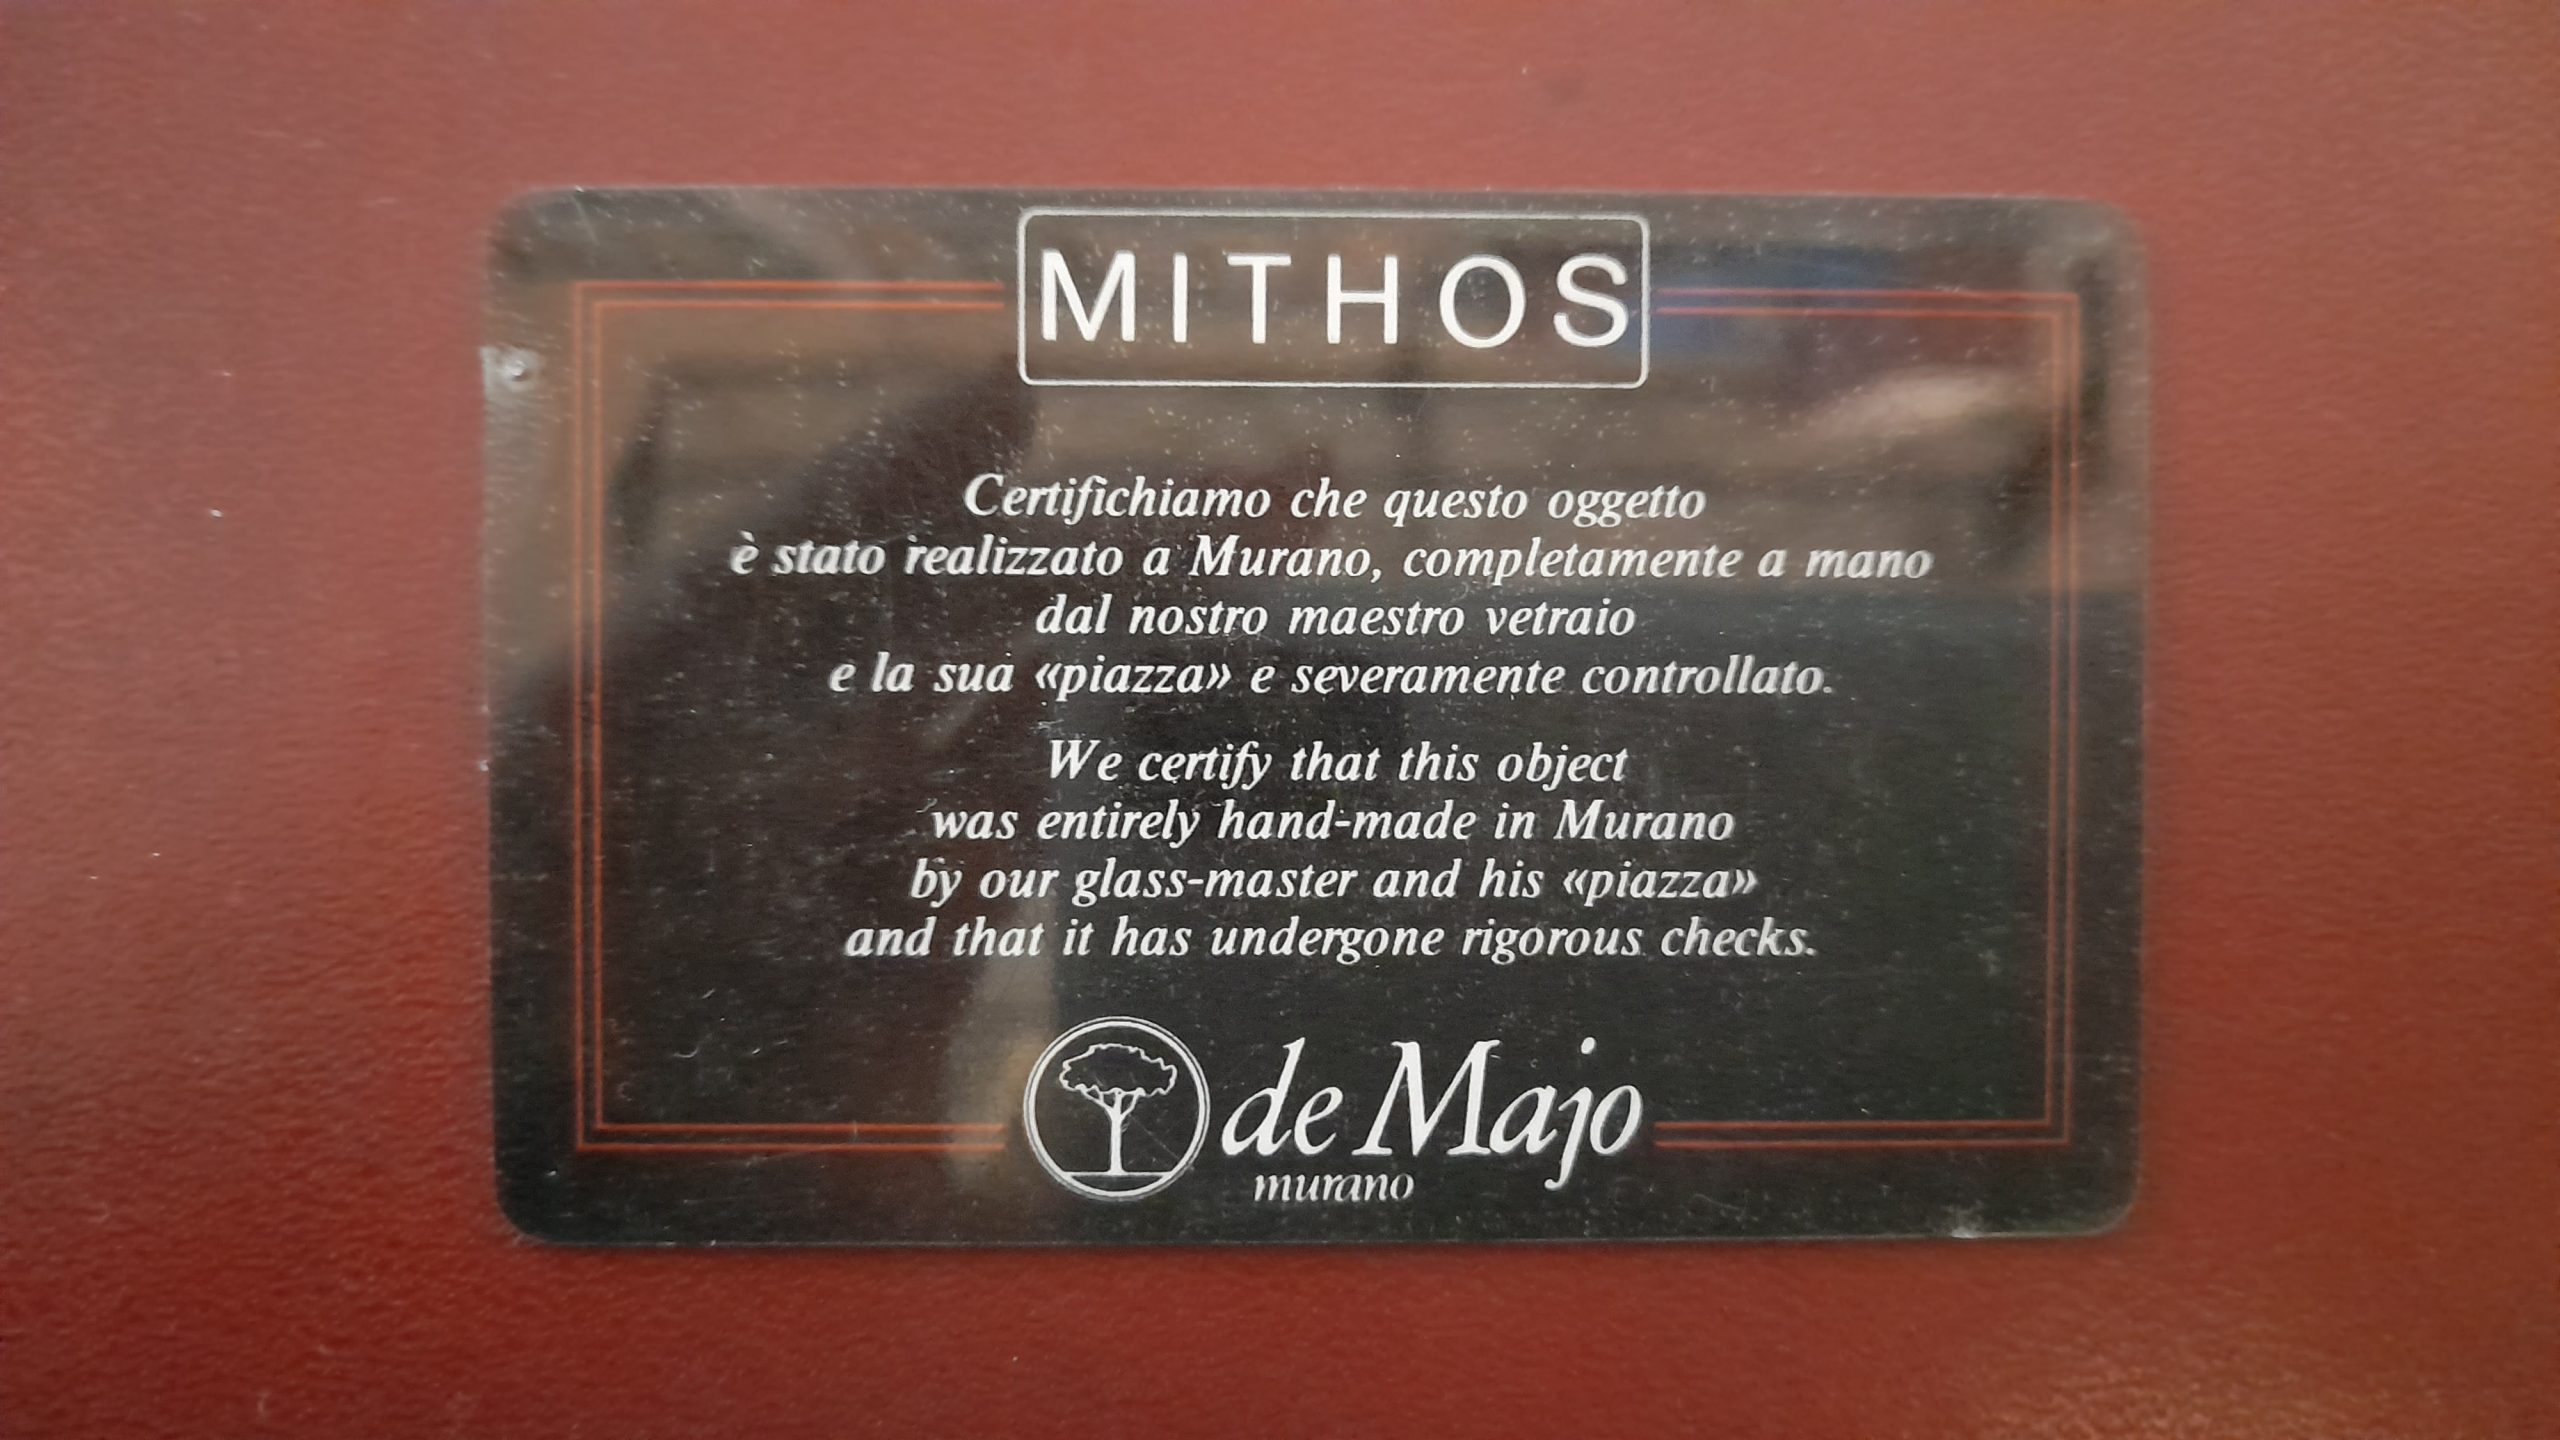 MITHOS
Certifichiamo che questo oggetto
è stato realizzato a Murano, completamente a mano
dal nostro maestro vetraio
e la sua «piazza» e severamente controllato.
We certify that this object
was entirely hand-made in Murano
by our glass-master and his «piazza»
and that it has undergone rigorous checks.
de Majo
murano